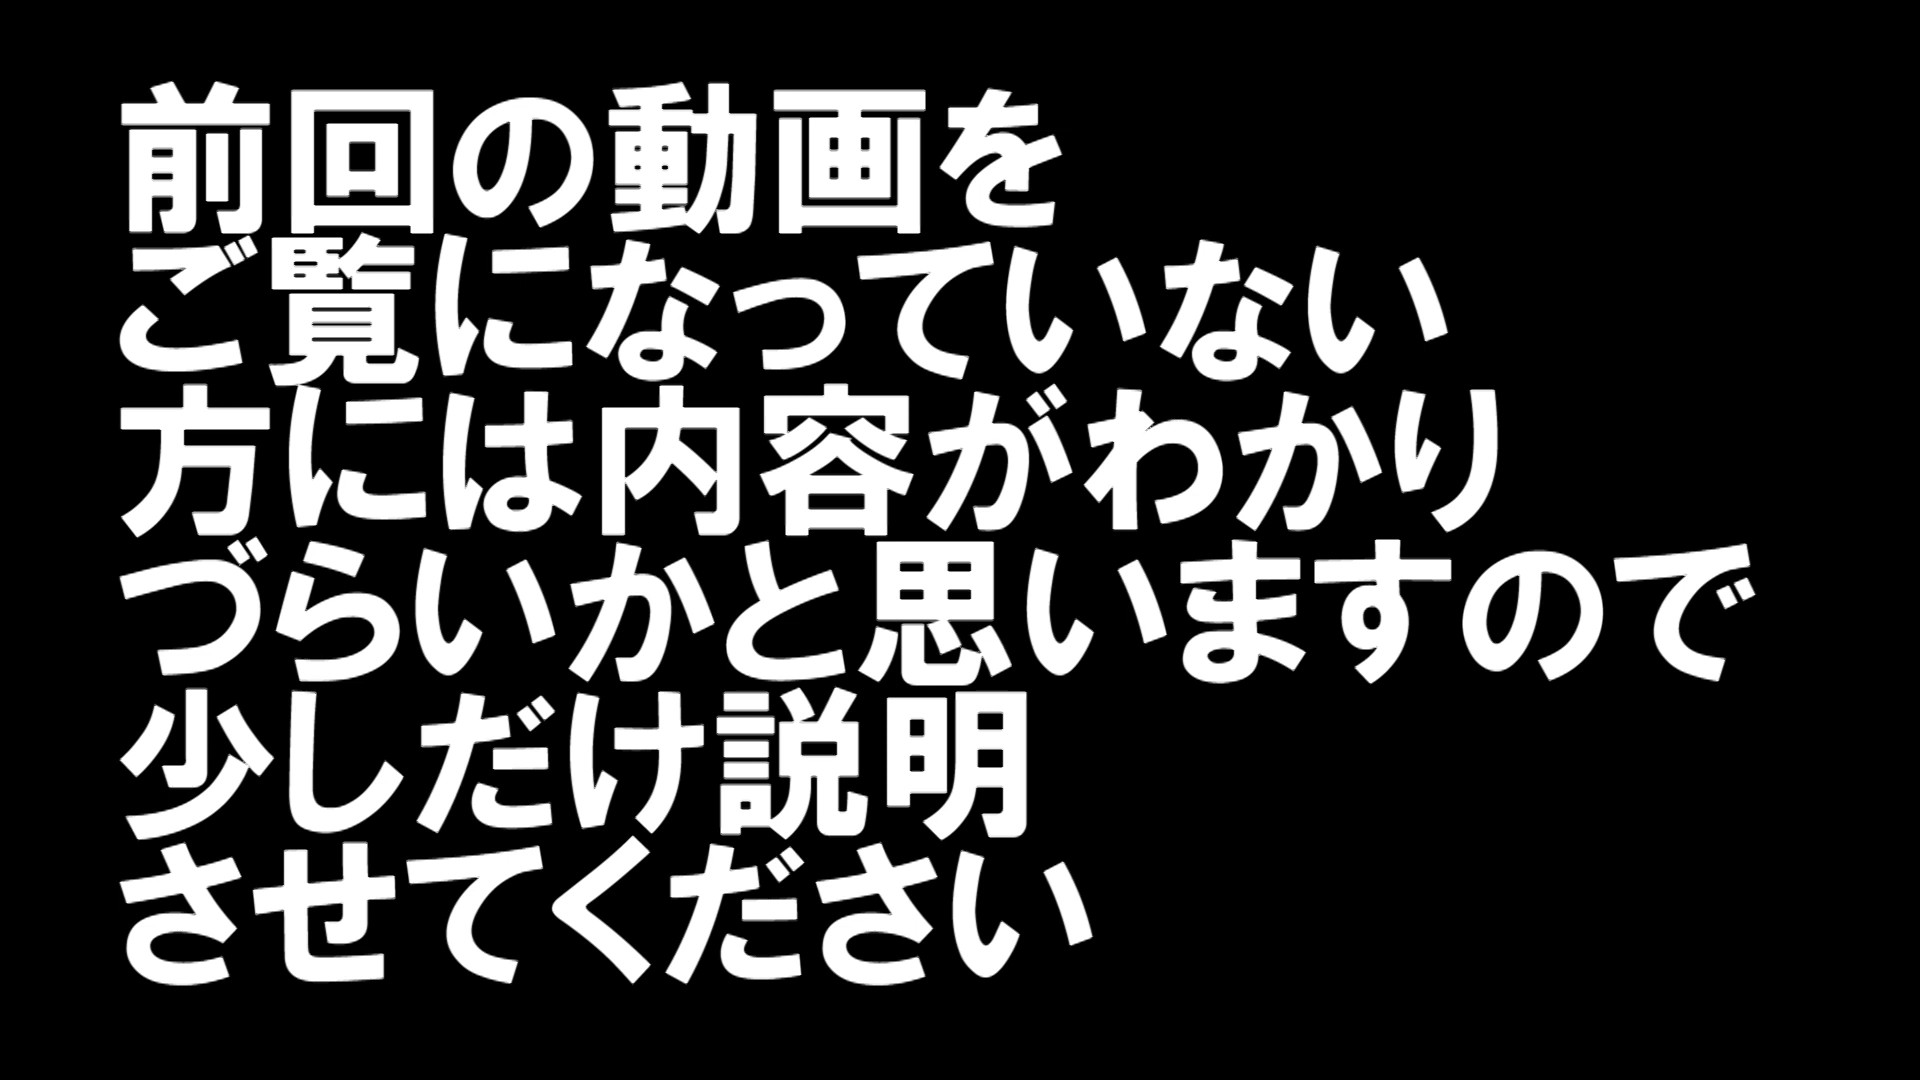 前回の動画を
ご覧になっていない
方には内容がわかり
づらいかと思いますので
少しだけ説明
させてください